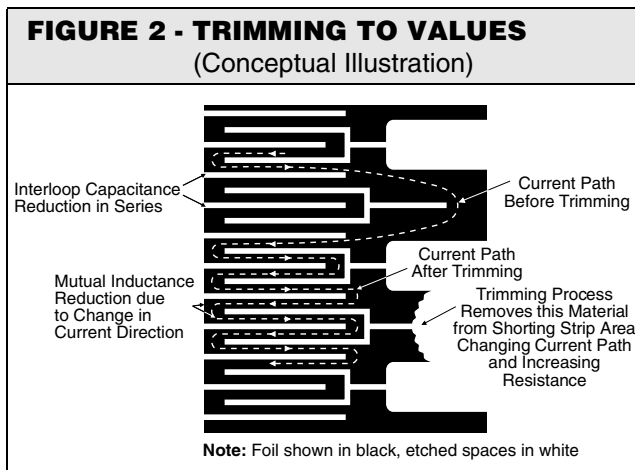 FIGURE 2 - TRIMMING TO VALUES
(Conceptual Illustration)
Interloop Capacitance
Reduction in Series
Current Path
Before Trimming
Mutual Inductance
Reduction due
to Change in
Current Direction
Current Path
After Trimming
Trimming Process
Removes this Material
from Shorting Strip Area
Changing Current Path
and Increasing
Resistance
Note: Foil shown in black, etched spaces in white